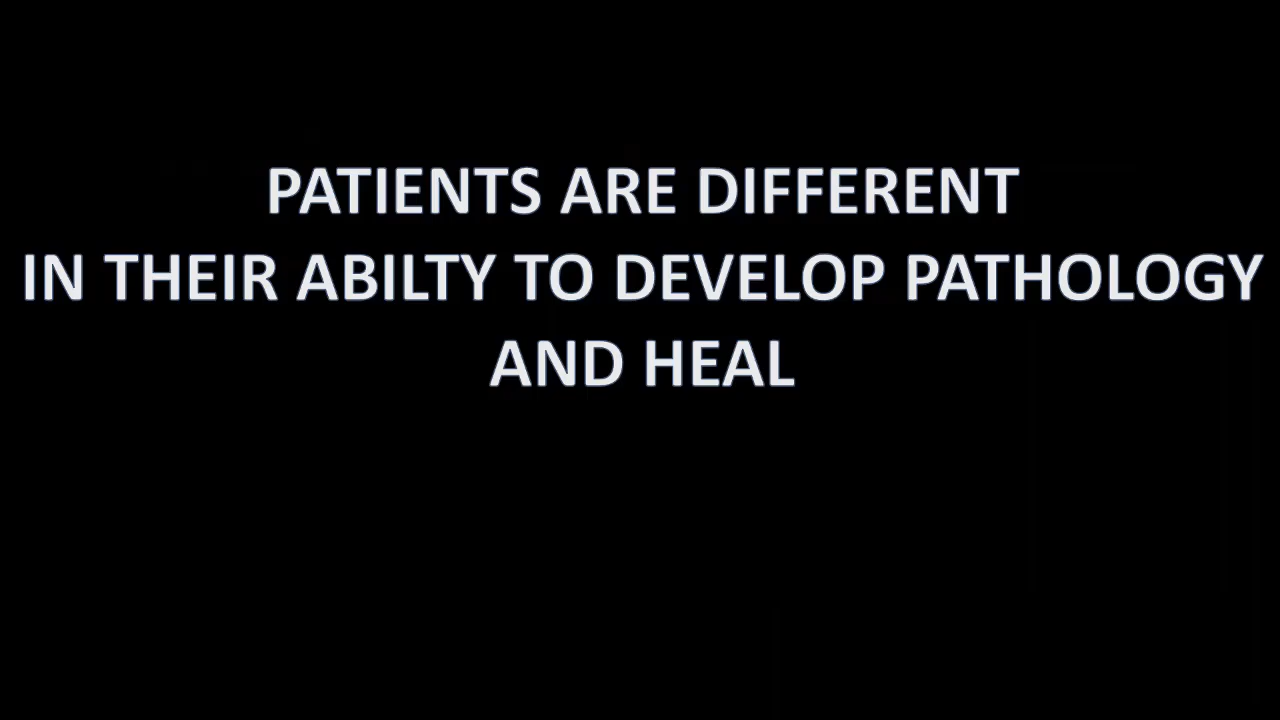 PATIENTS ARE DIFFERENT
IN THEIR ABILTY TO DEVELOP PATHOLOGY
AND HEAL